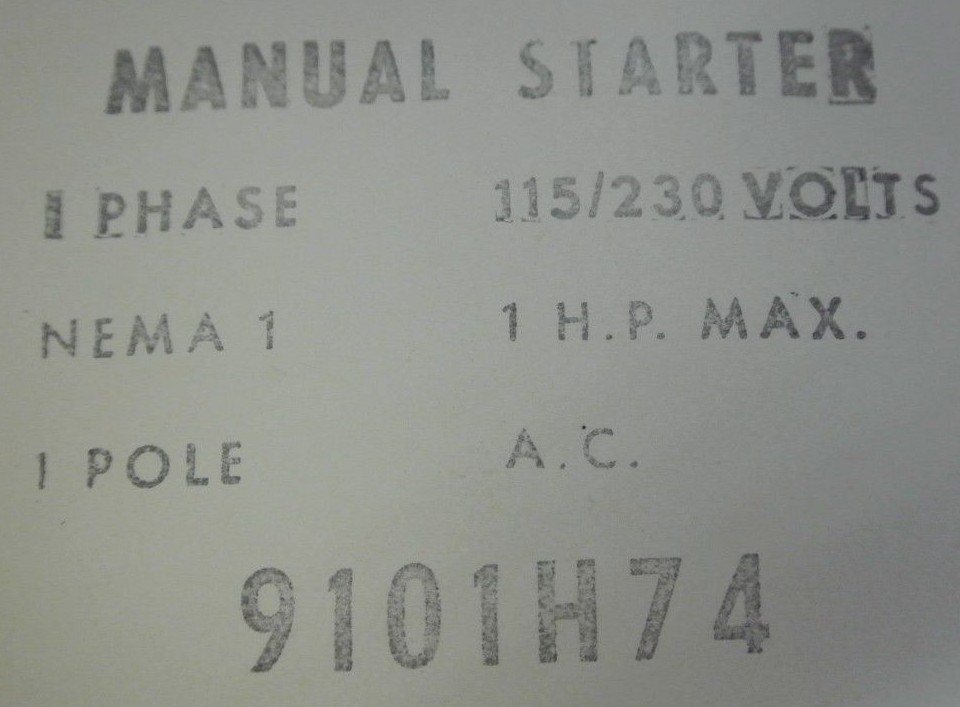 MANUAL STARTER
1 PHASE 115/230 VOLTS
NEMA 1 1 H.P. MAX.
1 POLE A.C.
9101H74